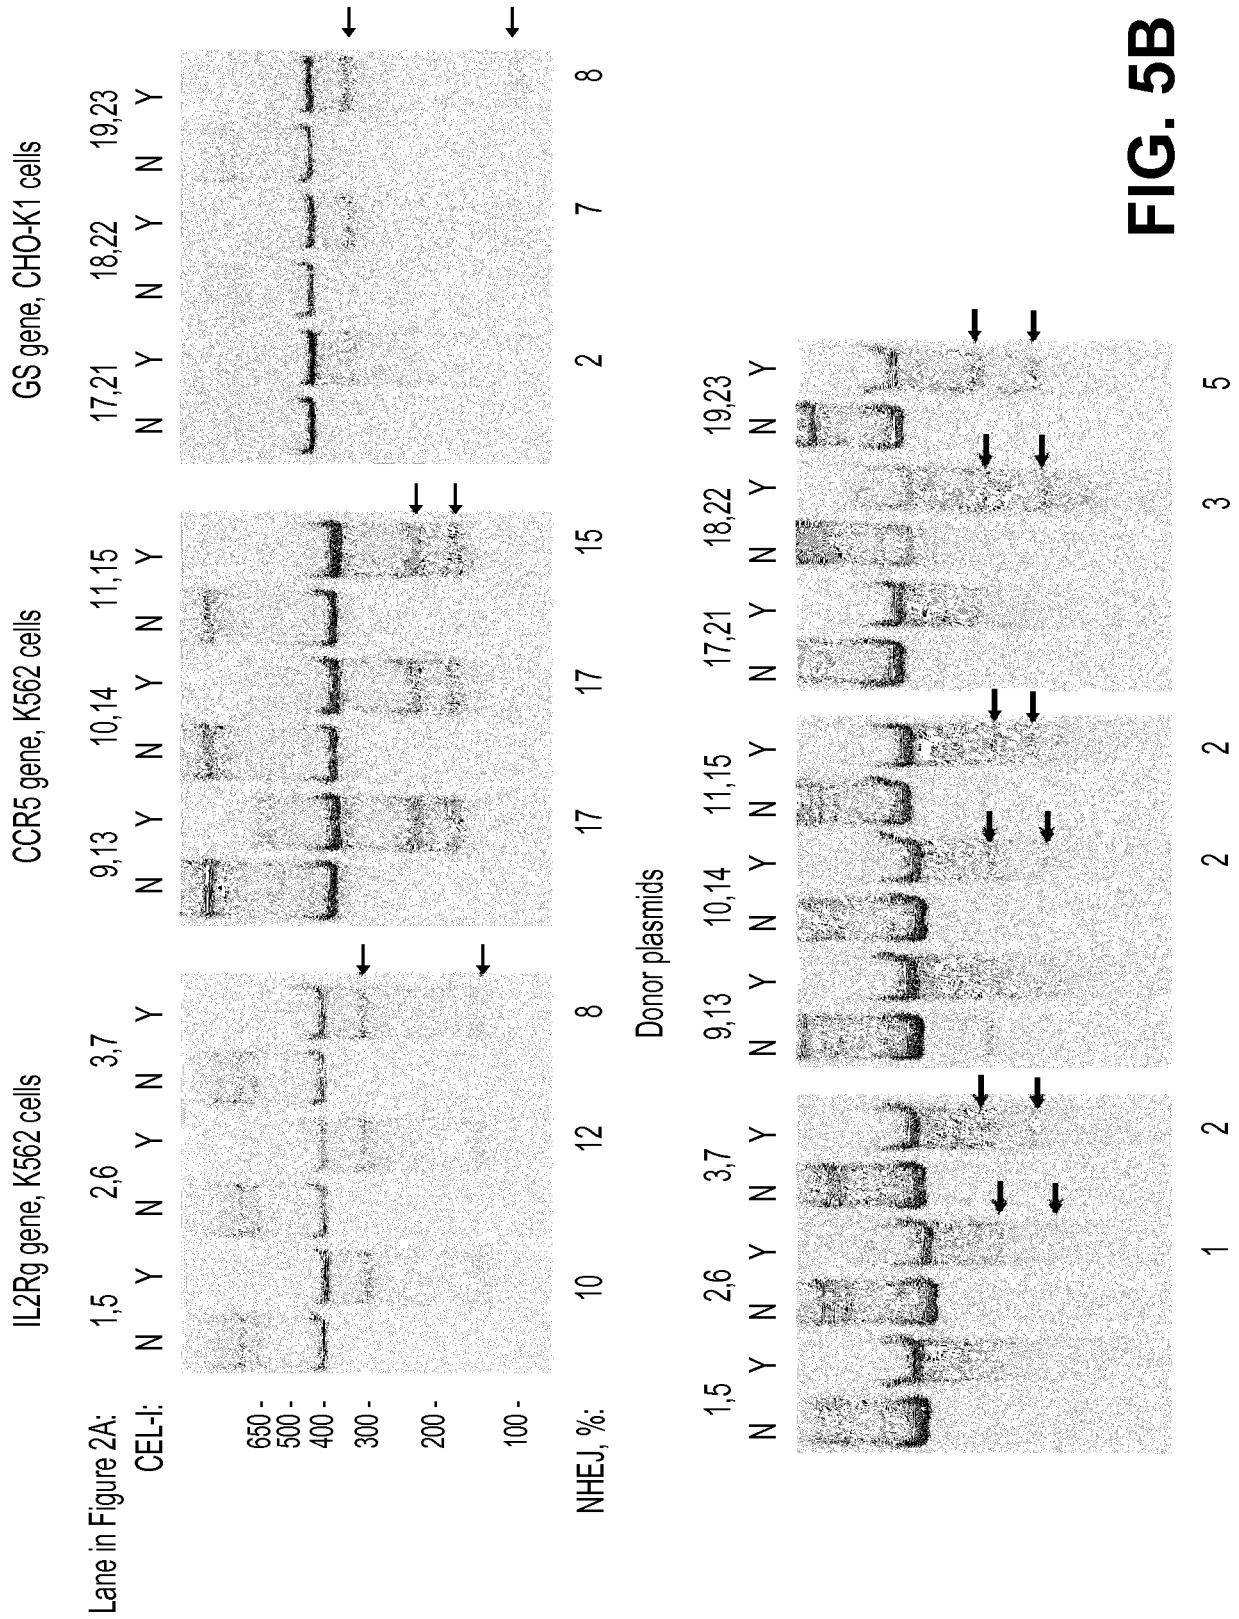 IL2Rg gene, K562 cells CCR5 gene, K562 cells GS gene, CHO-K1 cells
Lane in Figure 2A: 1,5 2,6 3,7 9,13 10,14 11,15 17,21 18,22 19,23
CEL-I: N Y N Y N Y N Y N Y N Y N Y N Y N Y
650-
500-
400-
300-
200-
100-
NHEJ, %: 10 12 8 17 17 15 2 7 8
Donor plasmids
1,5 2,6 3,7 9,13 10,14 11,15 17,21 18,22 19,23
N Y N Y N Y N Y N Y N Y N Y N Y N Y
1 2 2 2 3 5
FIG. 5B